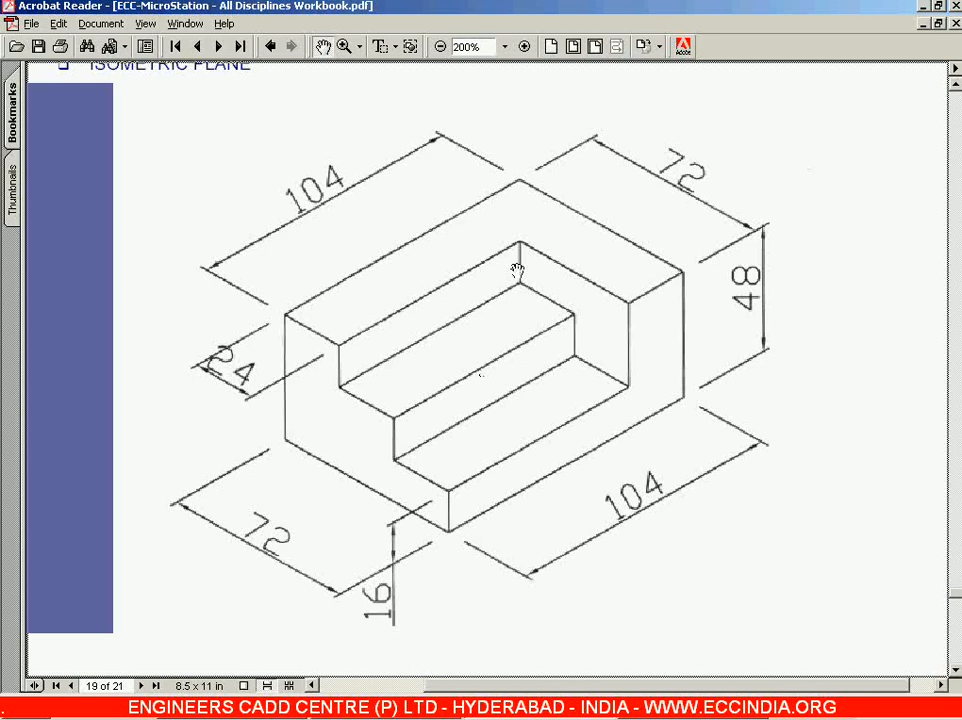 Acrobat Reader - [ECC-MicroStation - All Disciplines Workbook.pdf]
File Edit Document View Window Help
200%
Adobe
ISOMETRIC PLANE
Bookmarks
Thumbnails
104
72
48
24
72
104
16
19 of 21
8.5 x 11 in
ENGINEERS CADD CENTRE (P) LTD - HYDERABAD - INDIA - WWW.ECCINDIA.ORG